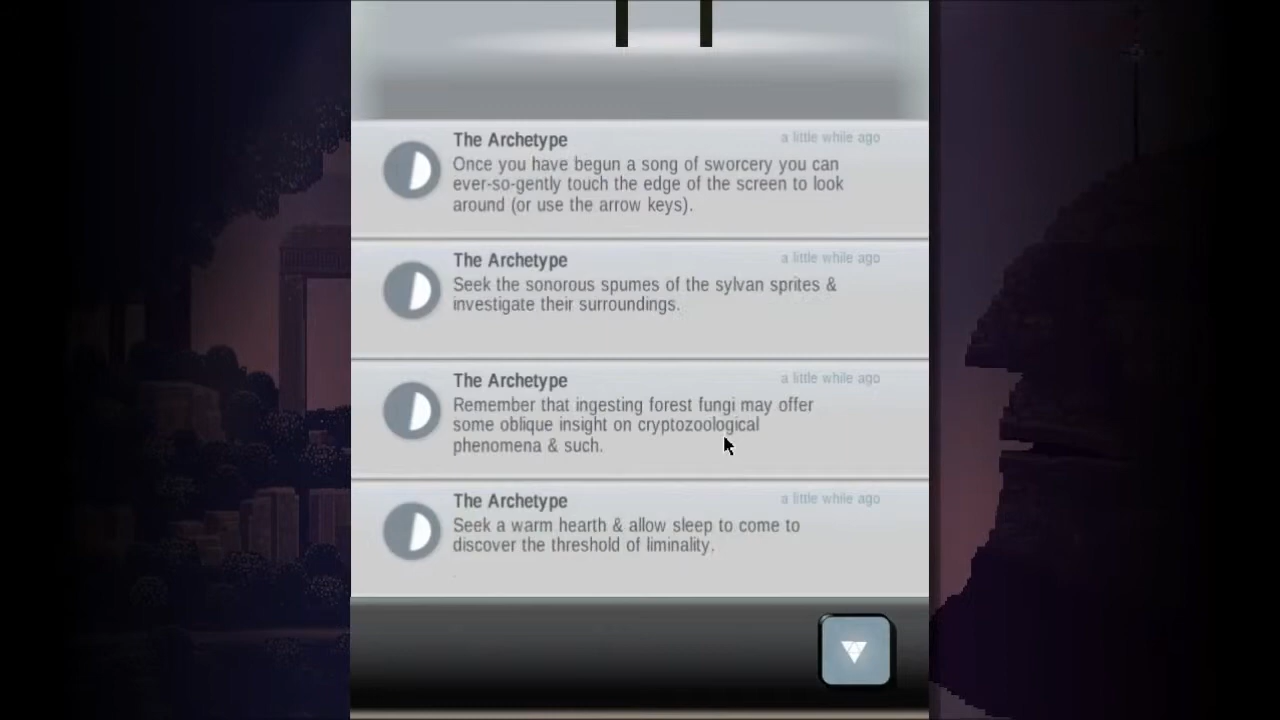 The Archetype
a little while ago
Once you have begun a song of sworcery you can
ever-so-gently touch the edge of the screen to look
around (or use the arrow keys).
The Archetype
a little while ago
Seek the sonorous spumes of the sylvan sprites &
investigate their surroundings.
The Archetype
a little while ago
Remember that ingesting forest fungi may offer
some oblique insight on cryptozoological
phenomena & such.
The Archetype
a little while ago
Seek a warm hearth & allow sleep to come to
discover the threshold of liminality.